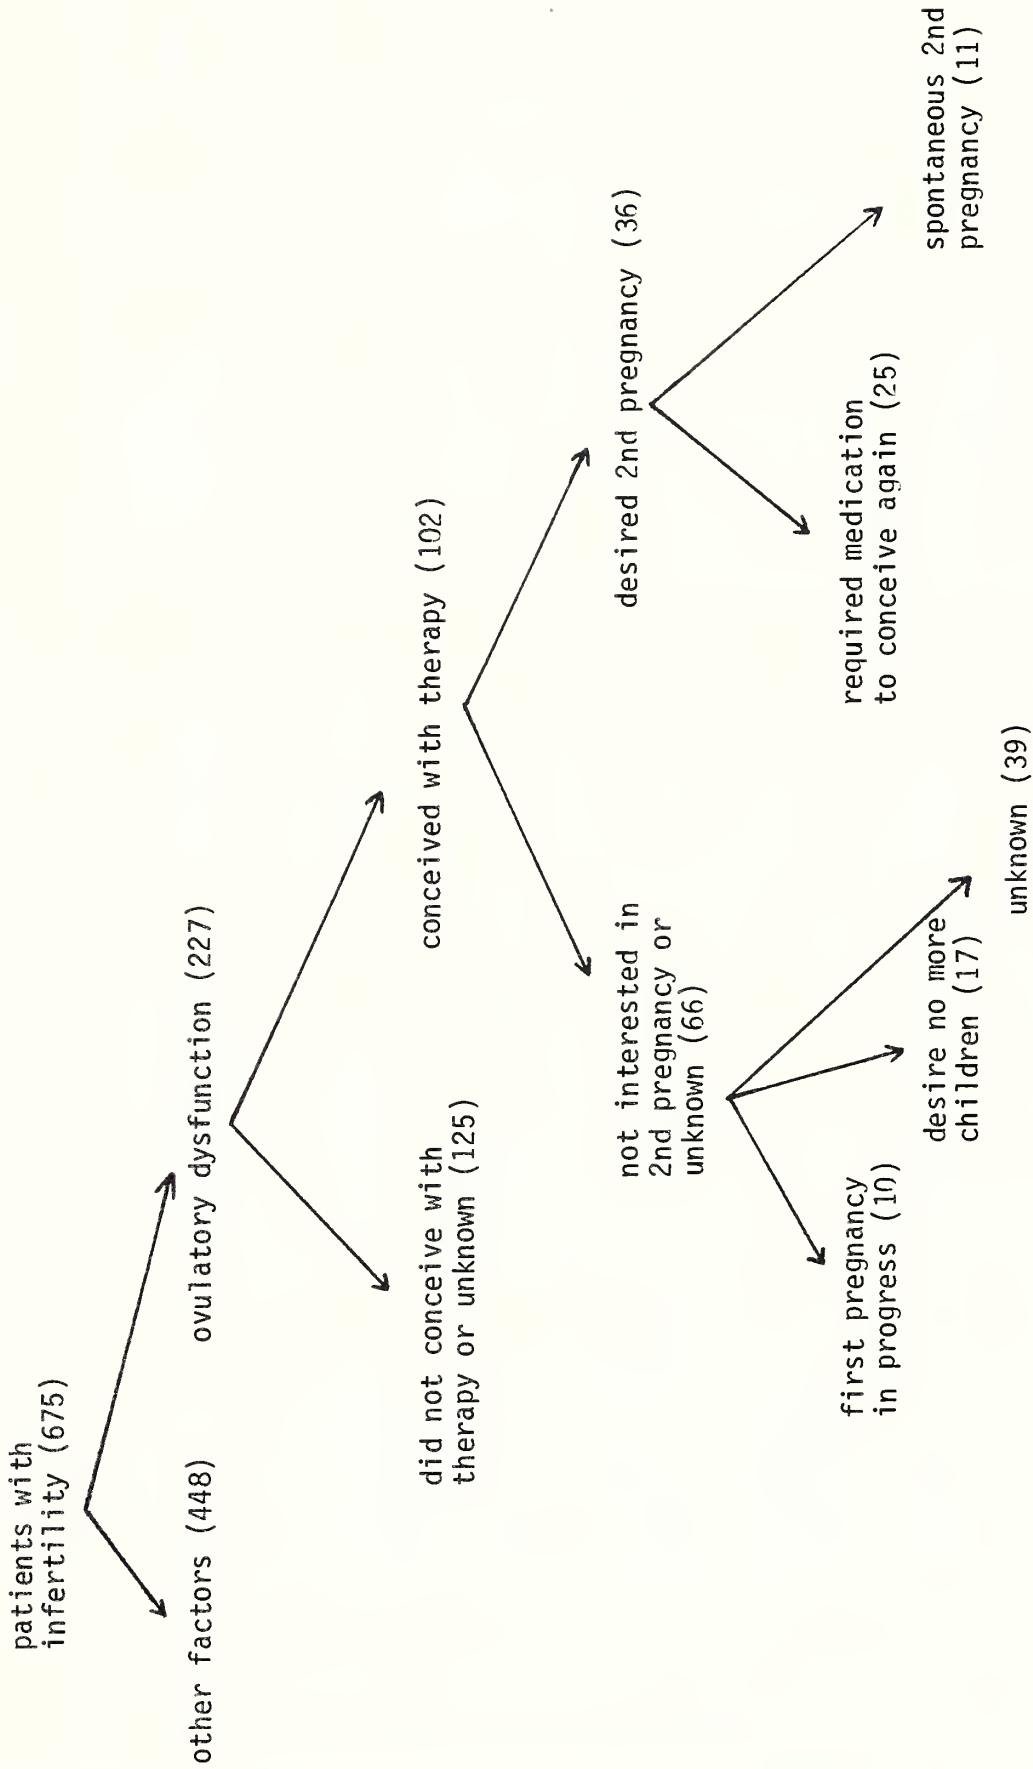 patients with
infertility (675)
other factors (448)
ovulatory dysfunction (227)
did not conceive with
therapy or unknown (125)
conceived with therapy (102)
not interested in
2nd pregnancy or
unknown (66)
desired 2nd pregnancy (36)
first pregnancy
in progress (10)
desire no more
children (17)
unknown (39)
required medication
to conceive again (25)
spontaneous 2nd
pregnancy (11)